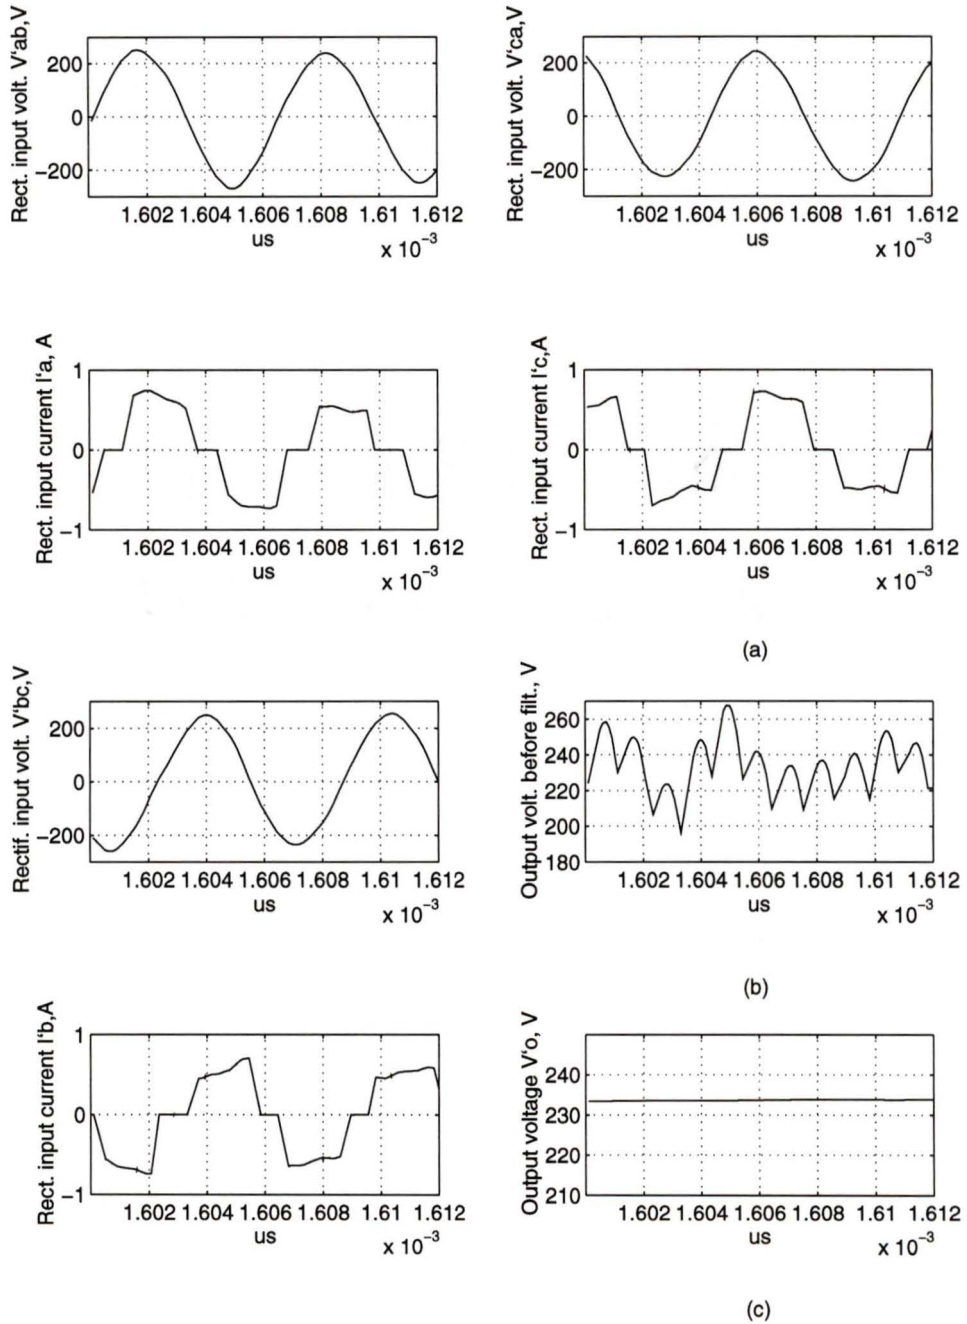 Rect. input volt. V'ab,V
200
0
−200
1.602 1.604 1.606 1.608 1.61 1.612
us
x 10⁻³
Rect. input volt. V'ca,V
200
0
−200
1.602 1.604 1.606 1.608 1.61 1.612
us
x 10⁻³
Rect. input current I'a, A
1
0
−1
1.602 1.604 1.606 1.608 1.61 1.612
us
x 10⁻³
Rect. input current I'c,A
1
0
−1
1.602 1.604 1.606 1.608 1.61 1.612
us
x 10⁻³
(a)
Rectif. input volt. V'bc,V
200
0
−200
1.602 1.604 1.606 1.608 1.61 1.612
us
x 10⁻³
Output volt. before filt., V
260
240
220
200
180
1.602 1.604 1.606 1.608 1.61 1.612
us
x 10⁻³
(b)
Rect. input current I'b,A
1
0
−1
1.602 1.604 1.606 1.608 1.61 1.612
us
x 10⁻³
Output voltage V'o, V
240
230
220
210
1.602 1.604 1.606 1.608 1.61 1.612
us
x 10⁻³
(c)